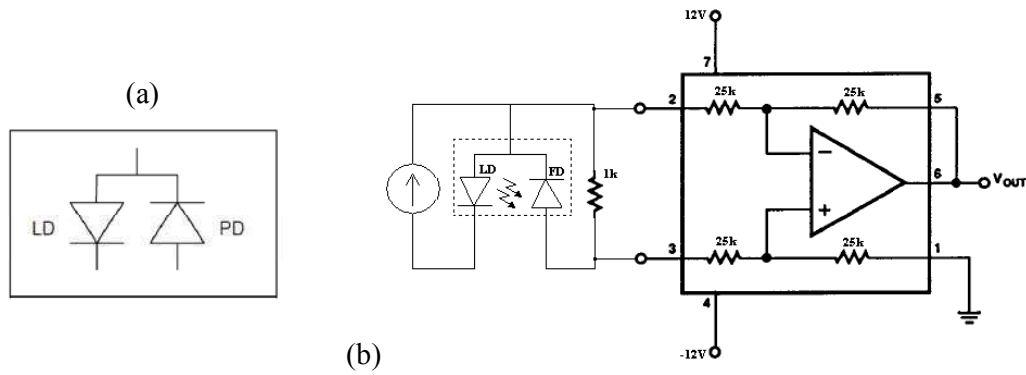 (a)
LD PD
(b)
LD FD
1k
12V
7
2 25k 25k 5
−
6 VOUT
+
3 25k 25k 1
4
-12V